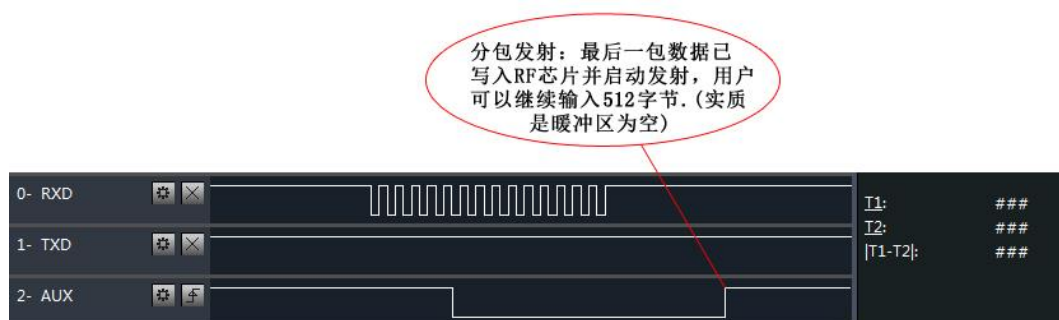 分包发射：最后一包数据已
写入RF芯片并启动发射，用户
可以继续输入512字节.(实质
是暖冲区为空)
0- RXD
T1: ###
T2: ###
1- TXD
|T1-T2|: ###
2- AUX